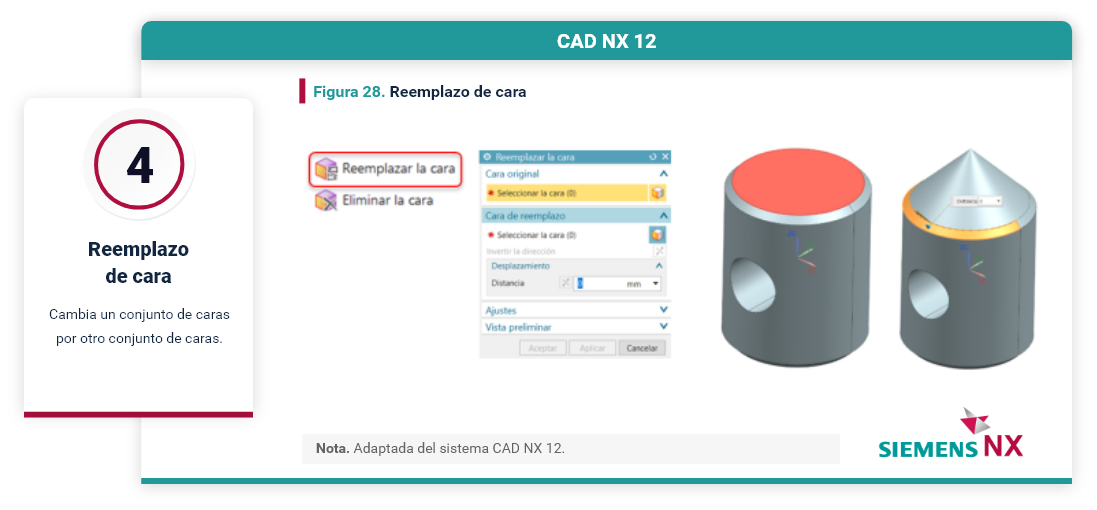 CAD NX 12
4
Reemplazo
de cara
Cambia un conjunto de caras
por otro conjunto de caras.
Figura 28. Reemplazo de cara
Reemplazar la cara
Eliminar la cara
Reemplazar la cara
Cara original
* Seleccionar la cara (0)
Cara de reemplazo
* Seleccionar la cara (0)
Invertir la dirección
Desplazamiento
Distancia 0 mm
Ajustes
Vista preliminar
Aceptar Aplicar Cancelar
Distancia
Nota. Adaptada del sistema CAD NX 12.
SIEMENS NX